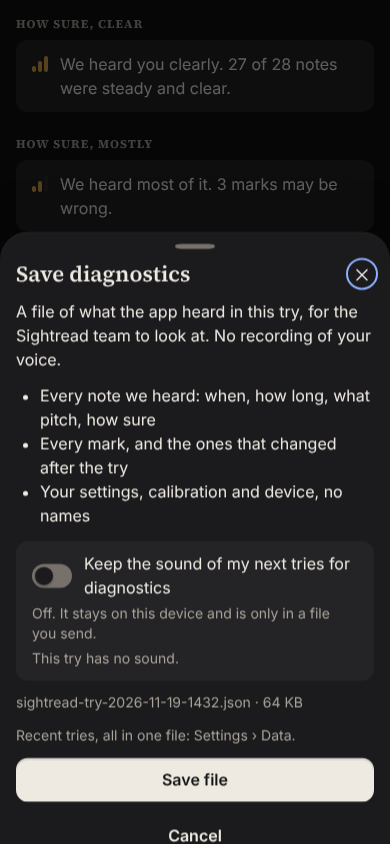 HOW SURE, CLEAR
We heard you clearly. 27 of 28 notes
were steady and clear.
HOW SURE, MOSTLY
We heard most of it. 3 marks may be
wrong.
Save diagnostics
A file of what the app heard in this try, for the
Sightread team to look at. No recording of your
voice.
• Every note we heard: when, how long, what
pitch, how sure
• Every mark, and the ones that changed
after the try
• Your settings, calibration and device, no
names
Keep the sound of my next tries for
diagnostics
Off. It stays on this device and is only in a file
you send.
This try has no sound.
sightread-try-2026-11-19-1432.json · 64 KB
Recent tries, all in one file: Settings › Data.
Save file
Cancel